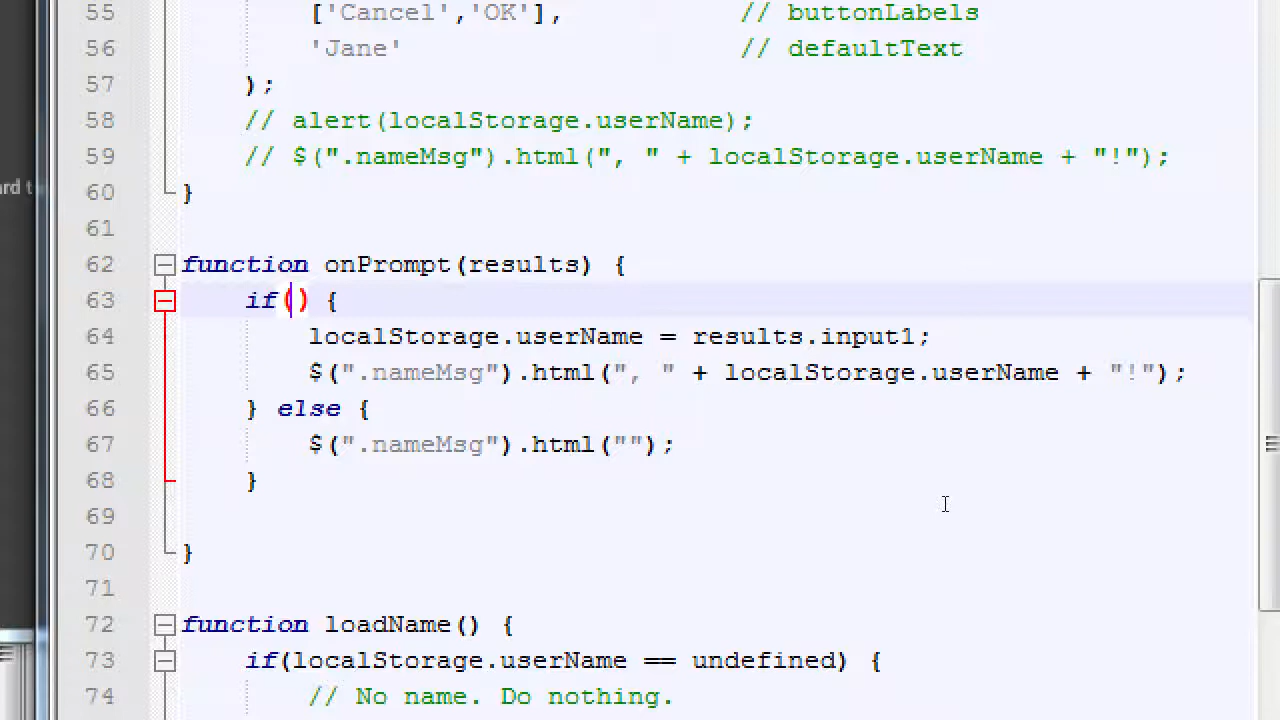 55 ['Cancel','OK'], // buttonLabels
56 'Jane' // defaultText
57 );
58 // alert(localStorage.userName);
59 // $(".nameMsg").html(", " + localStorage.userName + "!");
ard t
60 }
61
62 function onPrompt(results) {
63 if() {
64 localStorage.userName = results.input1;
65 $(".nameMsg").html(", " + localStorage.userName + "!");
66 } else {
67 $(".nameMsg").html("");
68 }
69
70 }
71
72 function loadName() {
73 if(localStorage.userName == undefined) {
74 // No name. Do nothing.